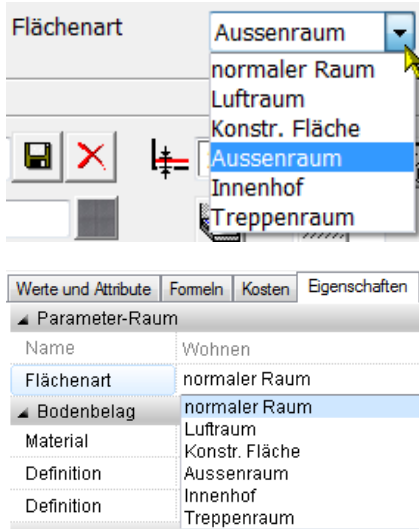 Flächenart Aussenraum
normaler Raum
Luftraum
Konstr. Fläche
Aussenraum
Innenhof
Treppenraum
Werte und Attribute Formeln Kosten Eigenschaften
Parameter-Raum
Name Wohnen
Flächenart normaler Raum
Bodenbelag normaler Raum
Material Luftraum
Konstr. Fläche
Definition Aussenraum
Innenhof
Definition Treppenraum